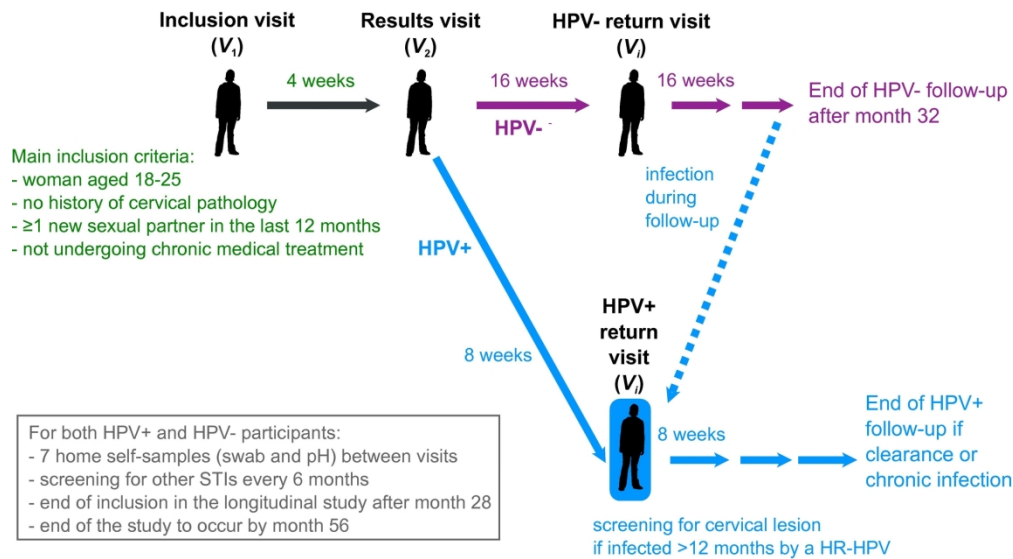 Inclusion visit
(V1)
Results visit
(V2)
HPV- return visit
(Vi)
4 weeks
16 weeks
HPV-
16 weeks
End of HPV- follow-up
after month 32
Main inclusion criteria:
- woman aged 18-25
- no history of cervical pathology
- ≥1 new sexual partner in the last 12 months
- not undergoing chronic medical treatment
infection
during
follow-up
HPV+
8 weeks
HPV+
return
visit
(Vi)
8 weeks
End of HPV+
follow-up if
clearance or
chronic infection
For both HPV+ and HPV- participants:
- 7 home self-samples (swab and pH) between visits
- screening for other STIs every 6 months
- end of inclusion in the longitudinal study after month 28
- end of the study to occur by month 56
screening for cervical lesion
if infected >12 months by a HR-HPV